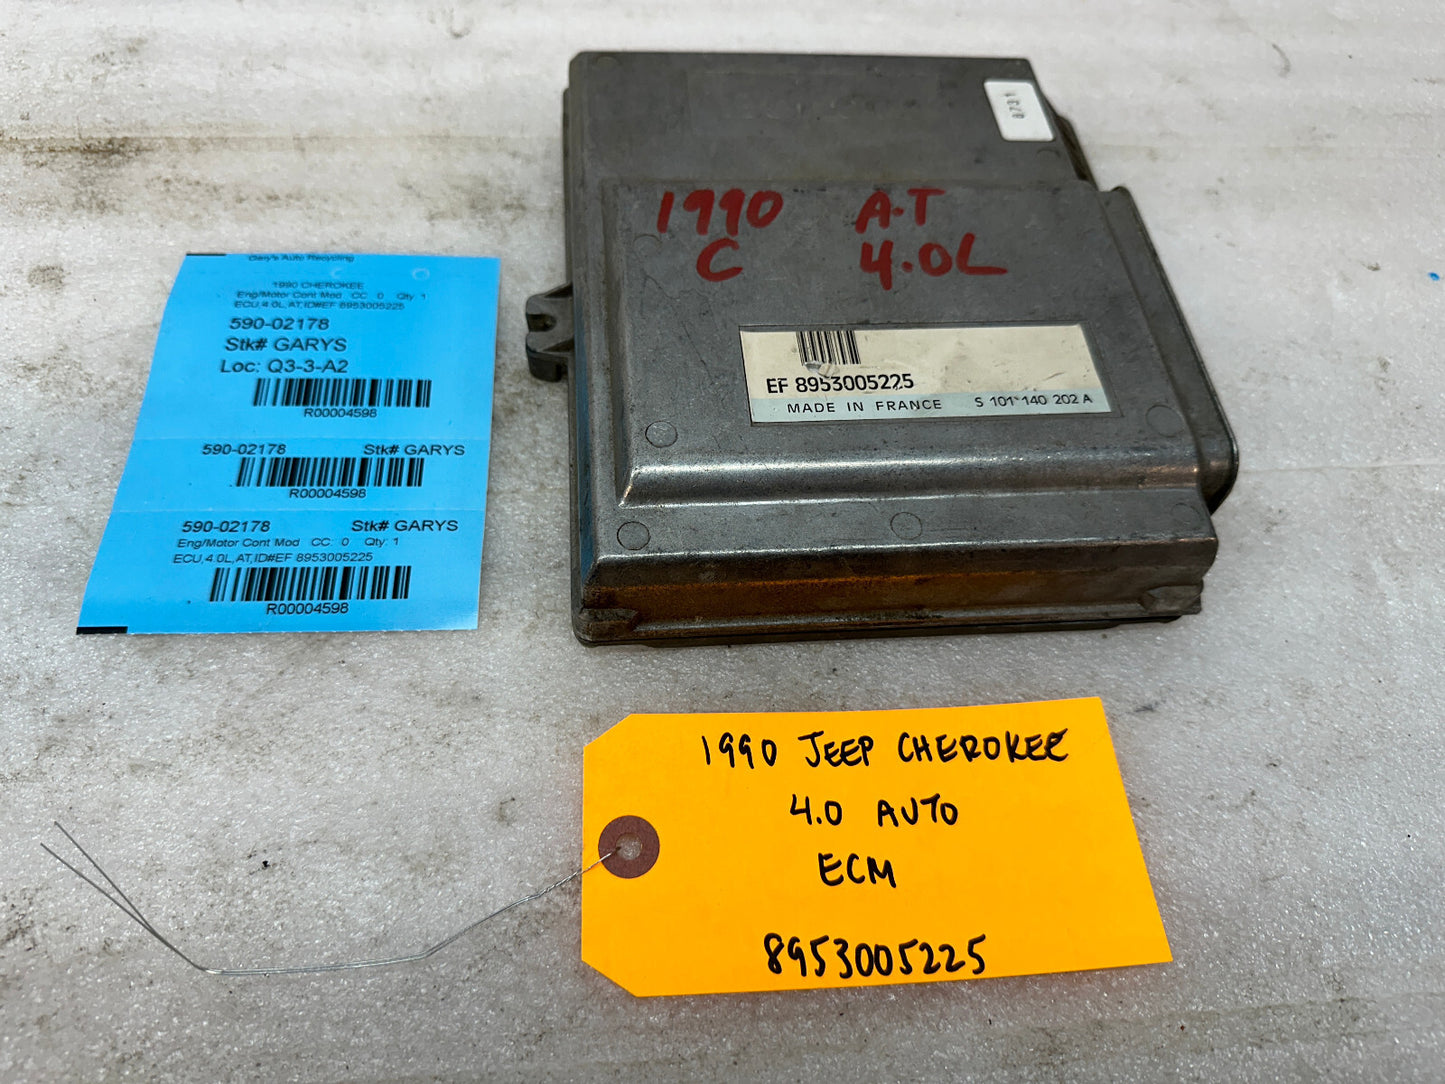 Gary's Auto Recycling
1990 CHEROKEE
Eng/Motor Cont Mod CC: 0 Qty: 1
ECU,4.0L,AT,ID#EF 8953005225
590-02178
Stk# GARYS
Loc: Q3-3-A2
R00004598
590-02178 Stk# GARYS
R00004598
590-02178 Stk# GARYS
Eng/Motor Cont Mod CC: 0 Qty: 1
ECU,4.0L,AT,ID#EF 8953005225
R00004598
1990 A.T
C 4.0L
EF 8953005225
MADE IN FRANCE S 101 140 202 A
1990 JEEP CHEROKEE
4.0 AUTO
ECM
8953005225